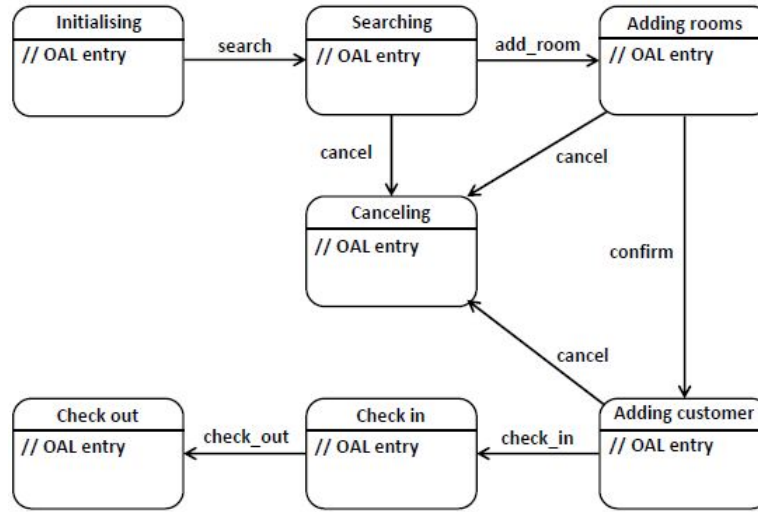 Initialising
// OAL entry
search
Searching
// OAL entry
add_room
Adding rooms
// OAL entry
cancel
cancel
Canceling
// OAL entry
confirm
cancel
Check out
// OAL entry
check_out
Check in
// OAL entry
check_in
Adding customer
// OAL entry